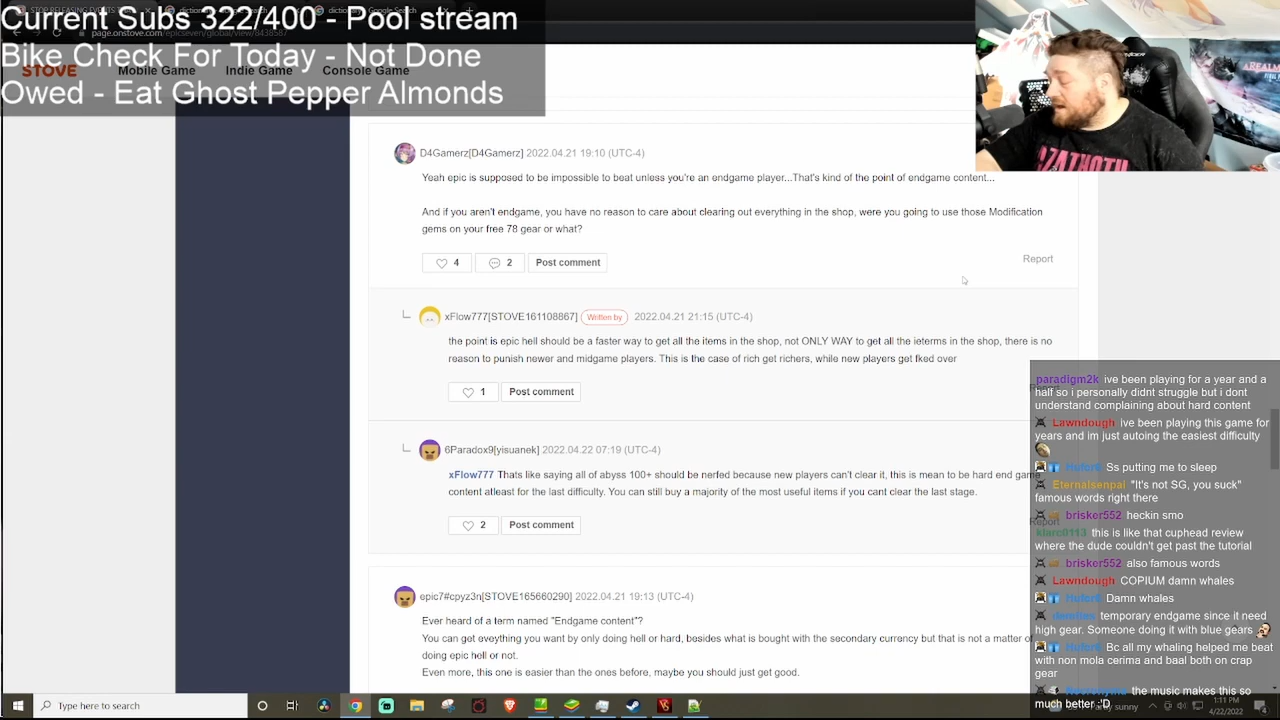 Current Subs 322/400 - Pool stream
Bike Check For Today - Not Done
Owed - Eat Ghost Pepper Almonds
page.onstove.com/epicseven/global/view/8438587
STOVE
Mobile Game
Indie Game
Console Game
AZATHOTH
D4Gamerz[D4Gamerz] 2022.04.21 19:10 (UTC-4)
Yeah epic is supposed to be impossible to beat unless you're an endgame player...That's kind of the point of endgame content...
And if you aren't endgame, you have no reason to care about clearing out everything in the shop, were you going to use those Modification
gems on your free 78 gear or what?
4
2
Post comment
Report
xFlow777[STOVE161108867] Written by 2022.04.21 21:15 (UTC-4)
the point is epic hell should be a faster way to get all the items in the shop, not ONLY WAY to get all the ieterms in the shop, there is no
reason to punish newer and midgame players. This is the case of rich get richers, while new players get fked over
1
Post comment
6Paradox9[yisuanek] 2022.04.22 07:19 (UTC-4)
xFlow777 Thats like saying all of abyss 100+ should be nerfed because new players can't clear it, this is mean to be hard end game
content atleast for the last difficulty. You can still buy a majority of the most useful items if you cant clear the last stage.
2
Post comment
Report
epic7#cpyz3n[STOVE165660290] 2022.04.21 19:13 (UTC-4)
Ever heard of a term named "Endgame content"?
You can get eveything you want by only doing hell or hard, besides what is bought with the secondary currency but that is not a matter of
doing epic hell or not.
Even more, this one is easier than the ones before, maybe you should just get good.
paradigm2k ive been playing for a year and a
half so i personally didnt struggle but i dont
understand complaining about hard content
Lawndough ive been playing this game for
years and im just autoing the easiest difficulty
Hufer6 Ss putting me to sleep
Eternalsenpai "It's not SG, you suck"
famous words right there
brisker552 heckin smo
this is like that cuphead review
where the dude couldn't get past the tutorial
brisker552 also famous words
Lawndough COPIUM damn whales
Hufer6 Damn whales
temporary endgame since it need
high gear. Someone doing it with blue gears
Hufer6 Bc all my whaling helped me beat
with non mola cerima and baal both on crap
gear
the music makes this so
much better :'D
Type here to search
sunny
1:11 PM
4/22/2022